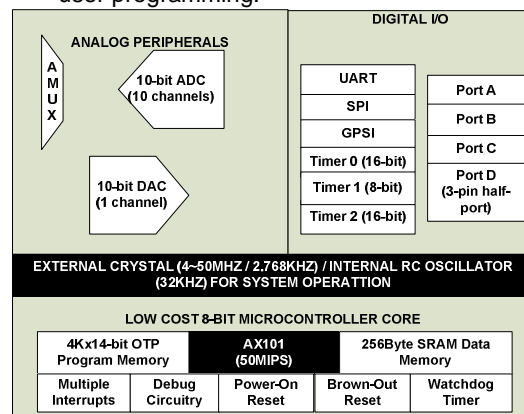 user programming.
DIGITAL I/O
ANALOG PERIPHERALS
A
M
U
X
10-bit ADC
(10 channels)
10-bit DAC
(1 channel)
UART
SPI
GPSI
Timer 0 (16-bit)
Timer 1 (8-bit)
Timer 2 (16-bit)
Port A
Port B
Port C
Port D
(3-pin half-
port)
EXTERNAL CRYSTAL (4~50MHZ / 2.768KHZ) / INTERNAL RC OSCILLATOR
(32KHZ) FOR SYSTEM OPERATTION
LOW COST 8-BIT MICROCONTROLLER CORE
4Kx14-bit OTP
Program Memory
AX101
(50MIPS)
256Byte SRAM Data
Memory
Multiple
Interrupts
Debug
Circuitry
Power-On
Reset
Brown-Out
Reset
Watchdog
Timer